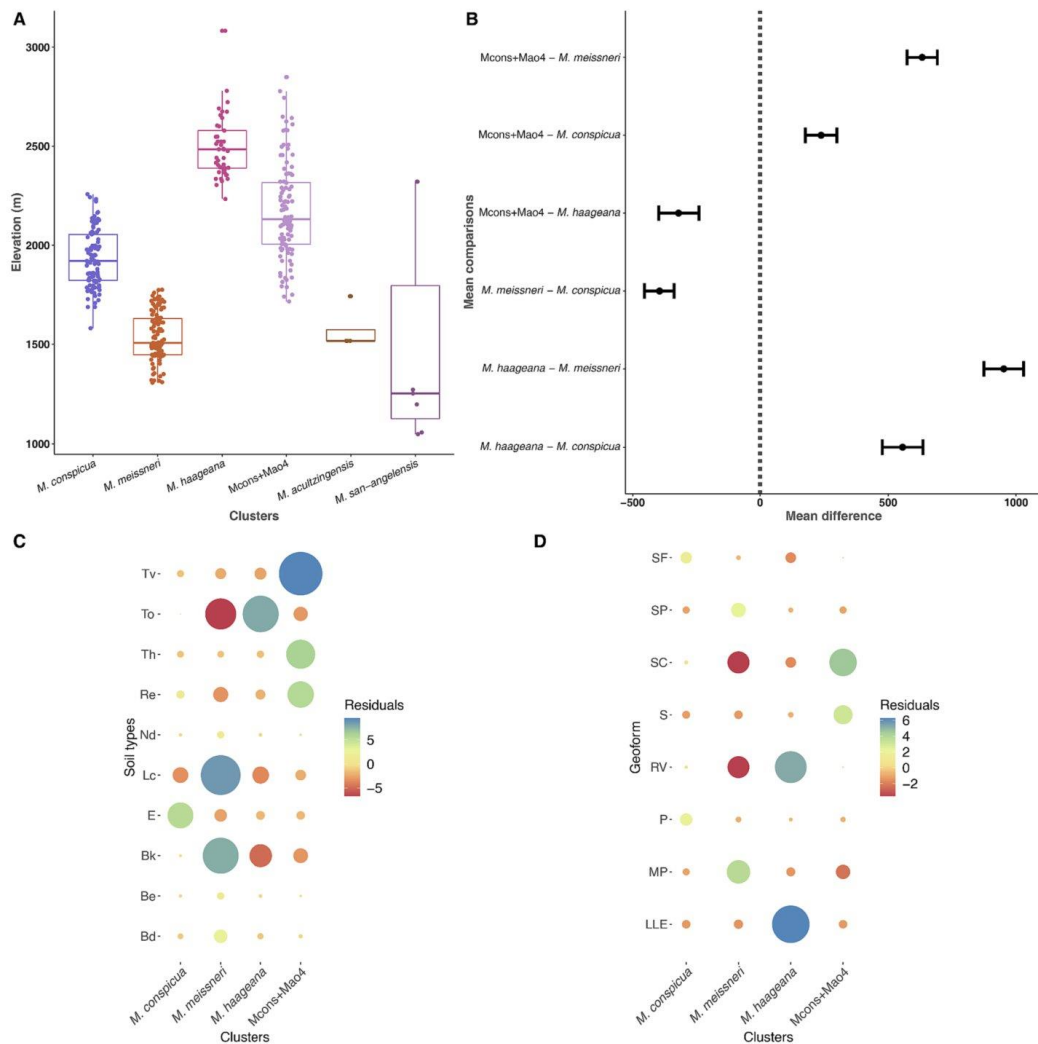 A
Elevation (m)
3000
2500
2000
1500
1000
M. conspicua
M. meissneri
M. haageana
Mcons+Mao4
M. acultzingensis
M. san-angelensis
Clusters
B
Mean comparisons
Mcons+Mao4 – M. meissneri
Mcons+Mao4 – M. conspicua
Mcons+Mao4 – M. haageana
M. meissneri – M. conspicua
M. haageana – M. meissneri
M. haageana – M. conspicua
−500
0
500
1000
Mean difference
C
Soil types
Tv
To
Th
Re
Nd
Lc
E
Bk
Be
Bd
M. conspicua
M. meissneri
M. haageana
Mcons+Mao4
Clusters
Residuals
5
0
−5
D
Geoform
SF
SP
SC
S
RV
P
MP
LLE
M. conspicua
M. meissneri
M. haageana
Mcons+Mao4
Clusters
Residuals
6
4
2
0
−2